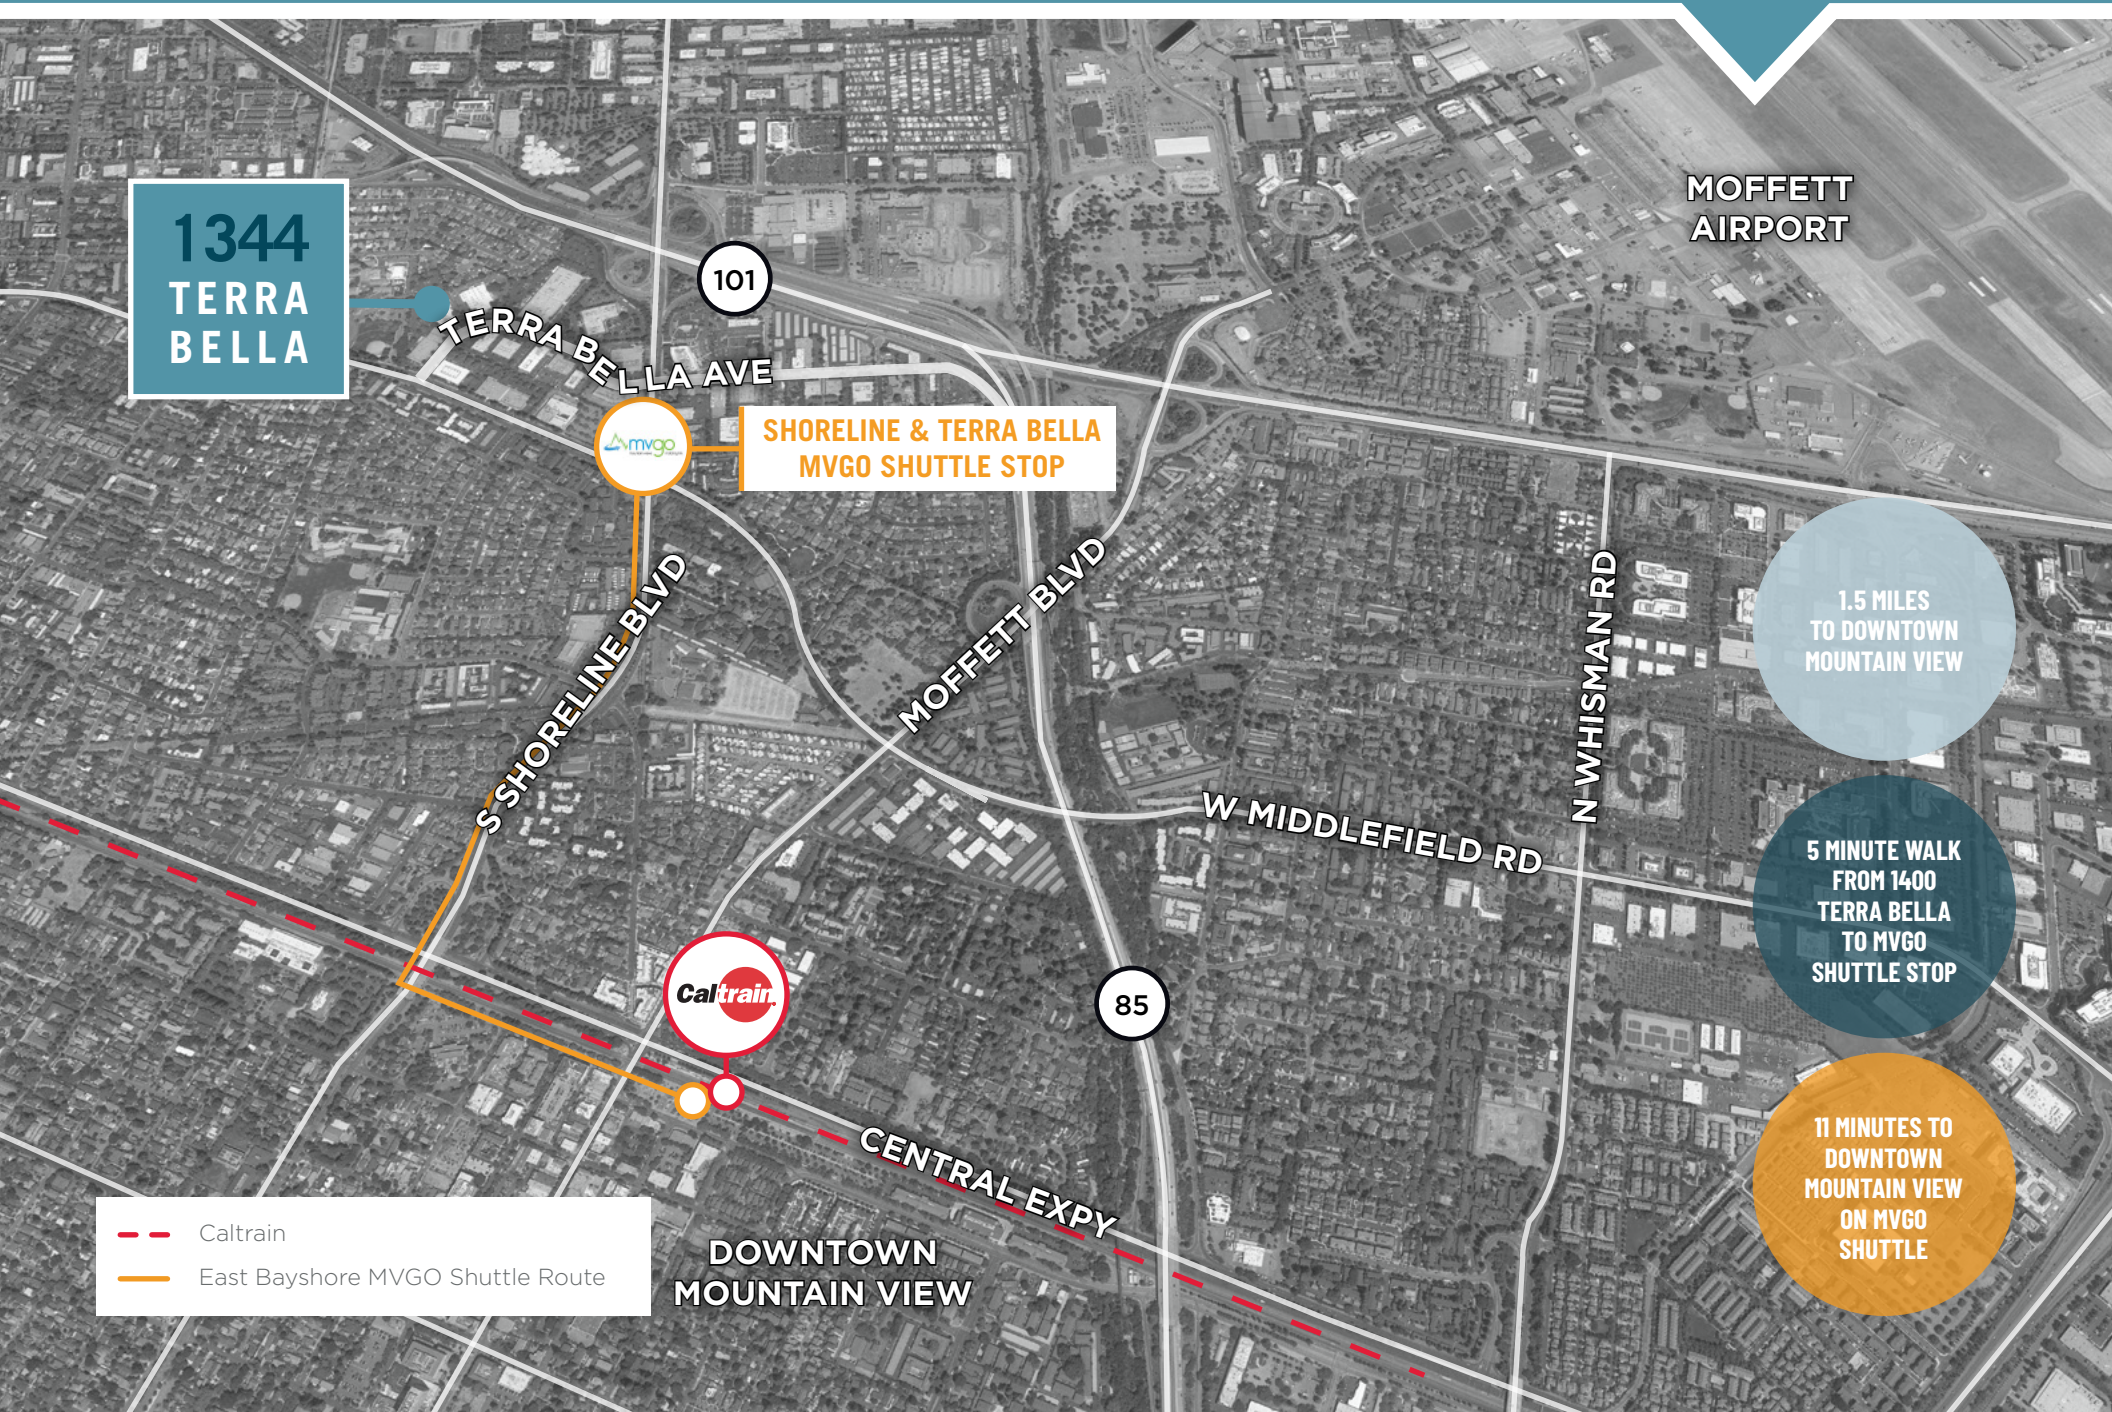 MOFFETT
AIRPORT
1344
TERRA
BELLA
101
TERRA BELLA AVE
mvgo
SHORELINE & TERRA BELLA
MVGO SHUTTLE STOP
S SHORELINE BLVD
MOFFETT BLVD
N WHISMAN RD
W MIDDLEFIELD RD
1.5 MILES
TO DOWNTOWN
MOUNTAIN VIEW
5 MINUTE WALK
FROM 1400
TERRA BELLA
TO MVGO
SHUTTLE STOP
Caltrain
85
11 MINUTES TO
DOWNTOWN
MOUNTAIN VIEW
ON MVGO
SHUTTLE
CENTRAL EXPY
DOWNTOWN
MOUNTAIN VIEW
Caltrain
East Bayshore MVGO Shuttle Route